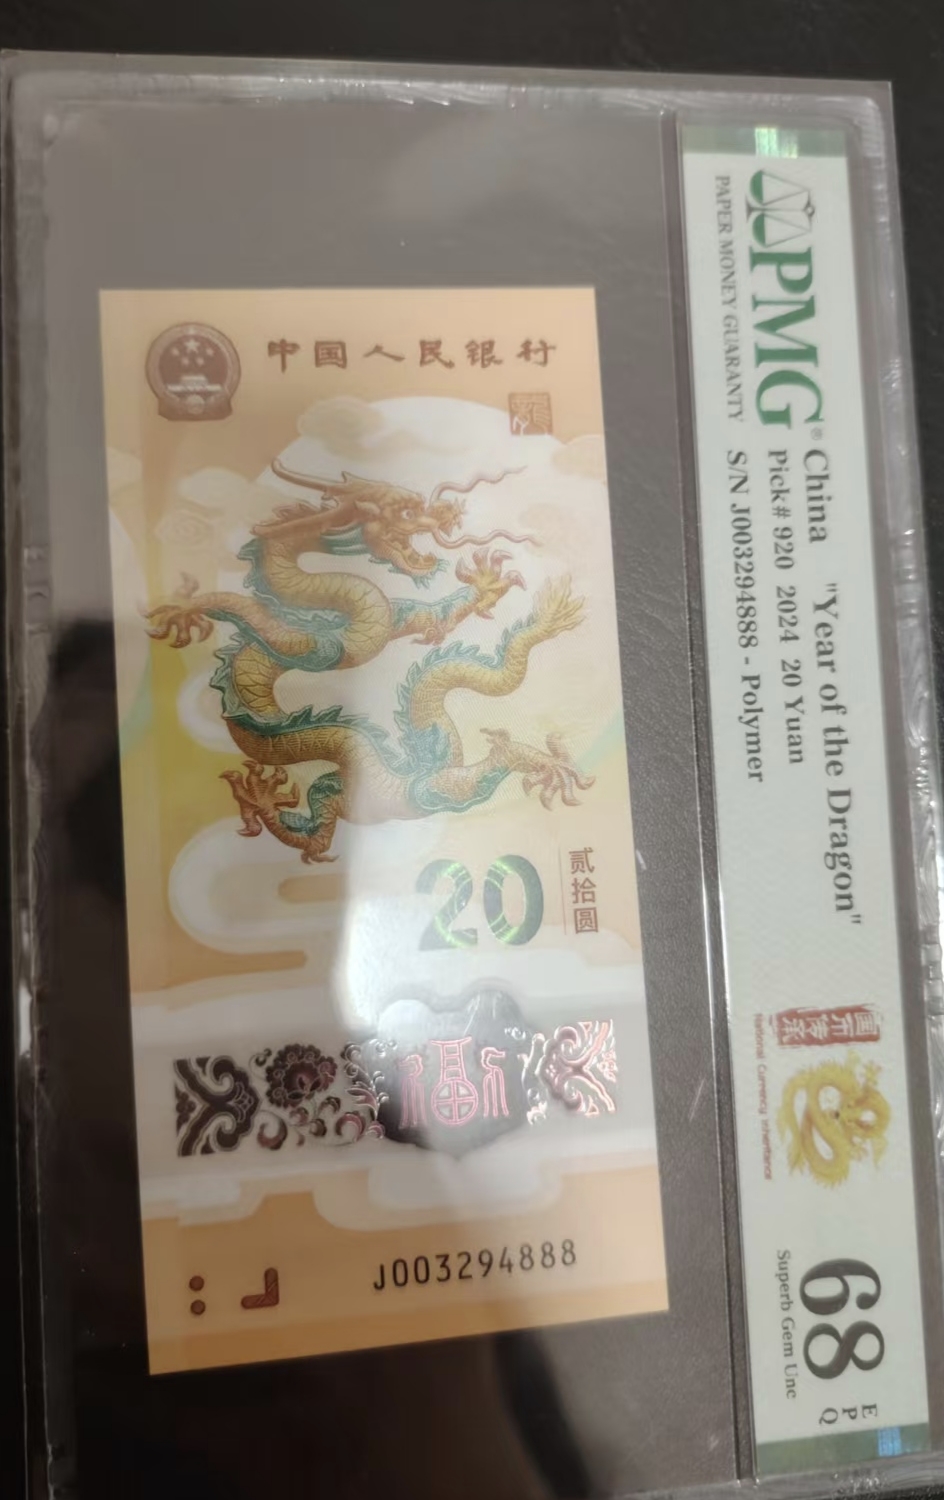 中国人民银行
龍
20
贰拾圆
福
J003294888
PMG®
PAPER MONEY GUARANTY
China "Year of the Dragon"
Pick# 920 2024 20 Yuan
S/N J003294888 - Polymer
国币传承
National Currency Inheritance
68
EPQ
Superb Gem Unc